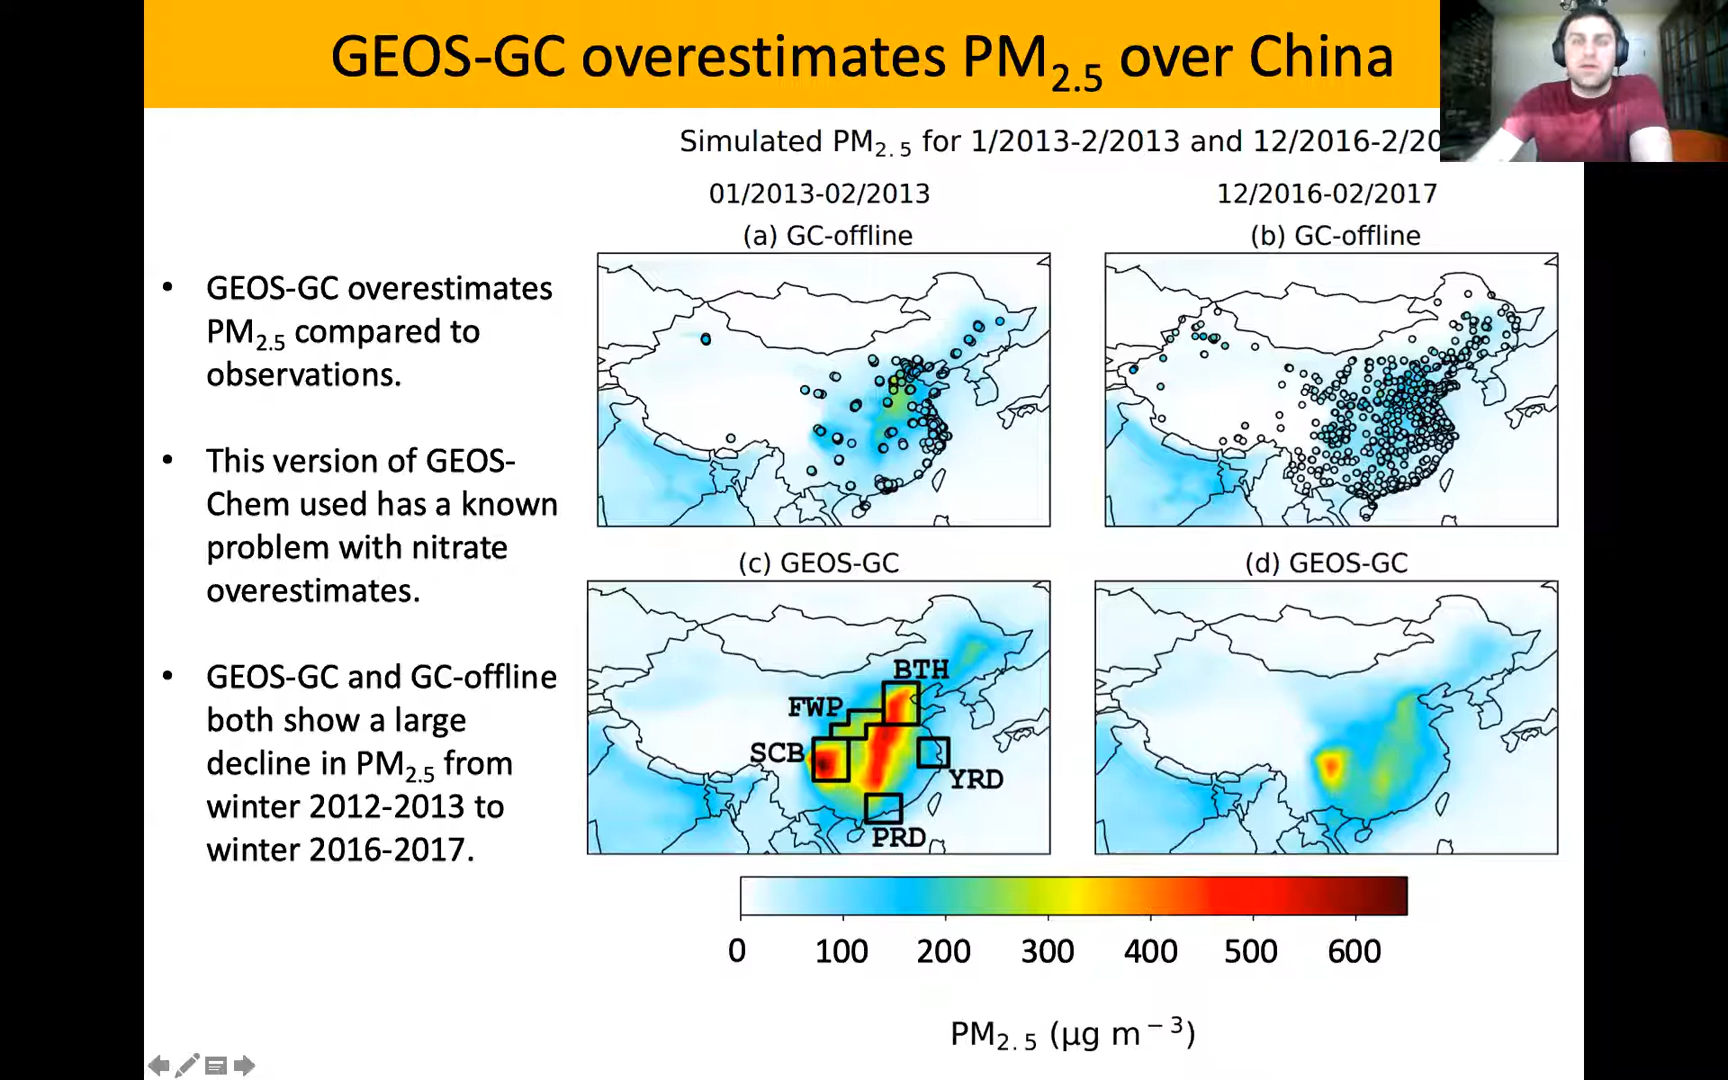 GEOS-GC overestimates PM2.5 over China
Simulated PM2.5 for 1/2013-2/2013 and 12/2016-2/20
01/2013-02/2013
12/2016-02/2017
(a) GC-offline
(b) GC-offline
• GEOS-GC overestimates
PM2.5 compared to
observations.
• This version of GEOS-
Chem used has a known
problem with nitrate
overestimates.
• GEOS-GC and GC-offline
both show a large
decline in PM2.5 from
winter 2012-2013 to
winter 2016-2017.
(c) GEOS-GC
(d) GEOS-GC
BTH
FWP
SCB
YRD
PRD
0 100 200 300 400 500 600
PM2.5 (μg m−3)